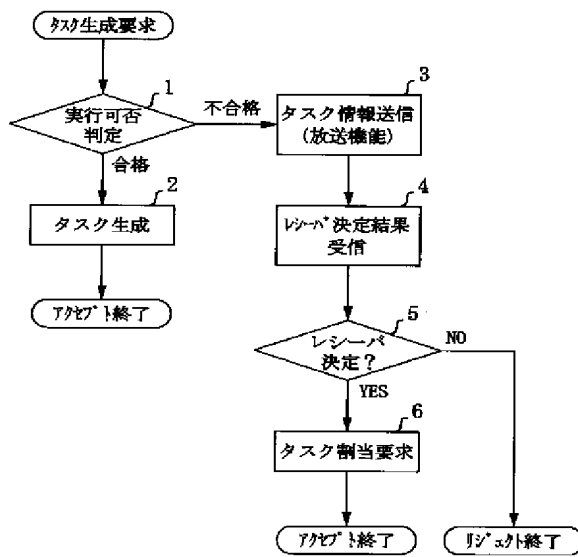 タスク生成要求
1
実行可否
判定
不合格
合格
2
タスク生成
アクセプト終了
3
タスク情報送信
(放送機能)
4
レシーバ決定結果
受信
5
レシーバ
決定?
NO
YES
6
タスク割当要求
アクセプト終了
リジェクト終了